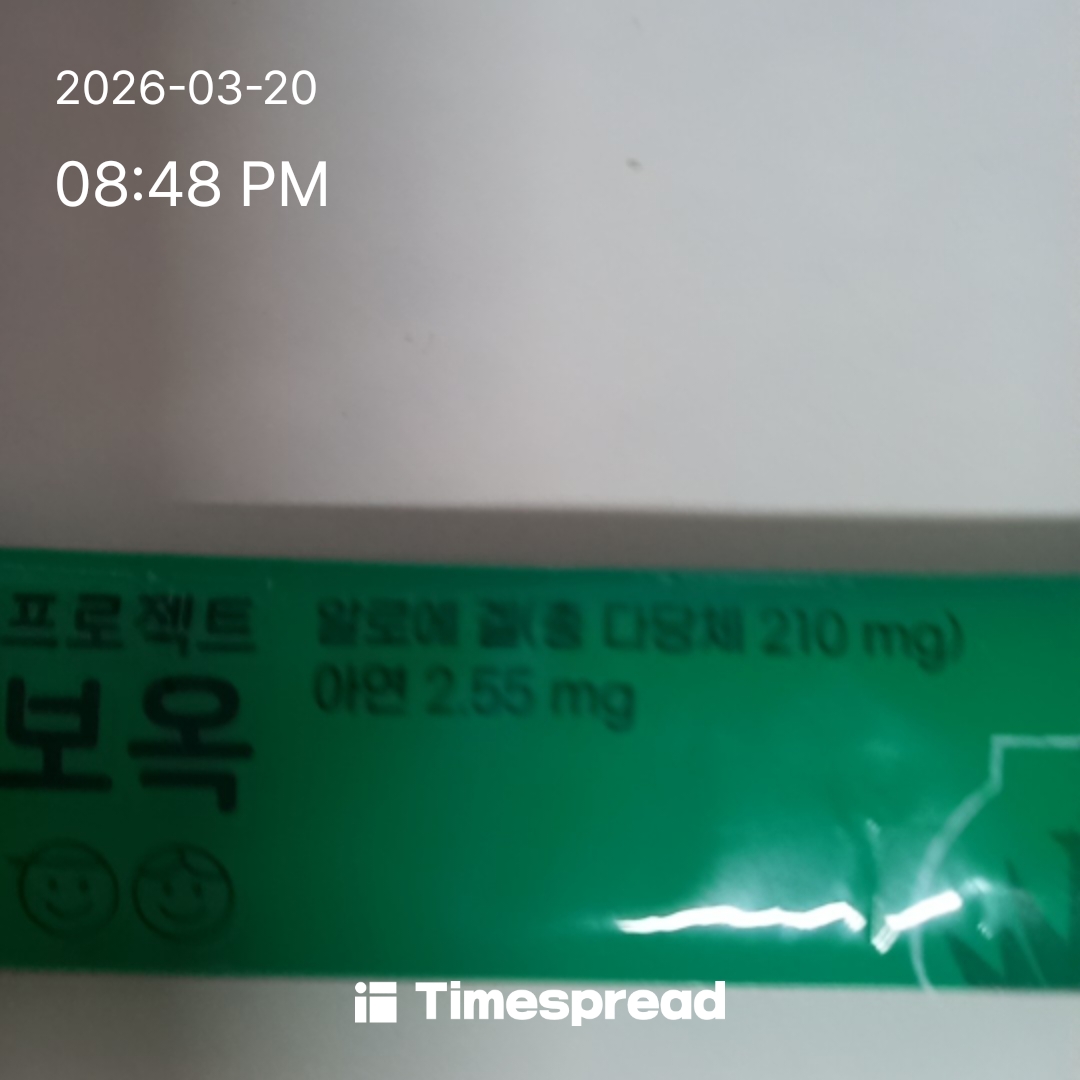 2026-03-20
08:48 PM
프로젝트
보옥
알로에 겔(총 다당체 210 mg)
아연 2.55 mg
Timespread